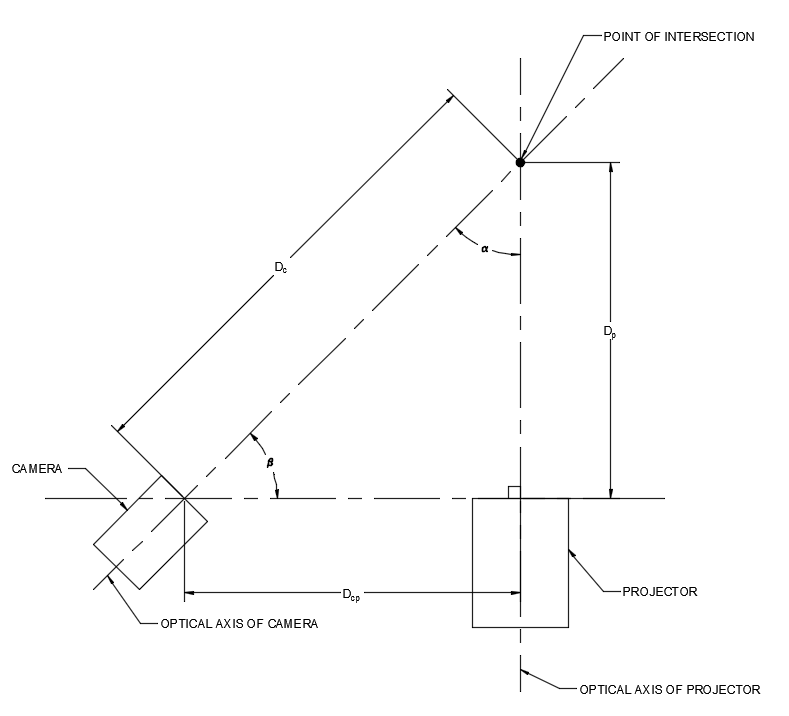 POINT OF INTERSECTION
α
Dc
Dp
β
CAMERA
Dcp
PROJECTOR
OPTICAL AXIS OF CAMERA
OPTICAL AXIS OF PROJECTOR